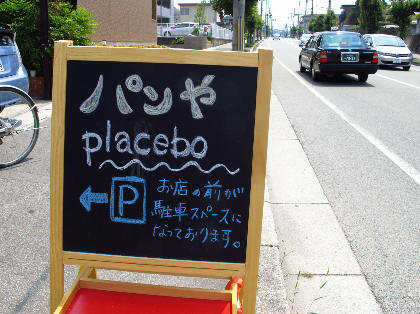 パンや
placebo
P
お店の前が
駐車スペースに
なっております。